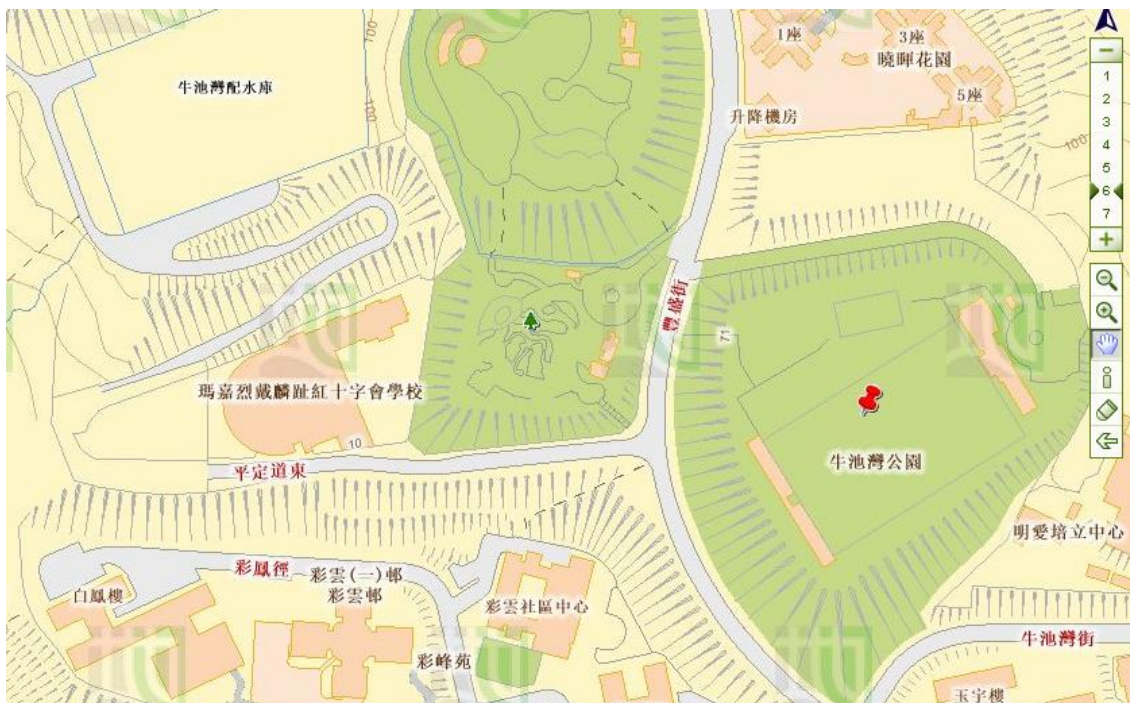 1座
3座
曉暉花園
5座
升降機房
100
100
100
牛池灣配水庫
1
2
3
4
5
6
7
豐盛街
71
瑪嘉烈戴麟趾紅十字會學校
10
平定道東
牛池灣公園
明愛培立中心
彩鳳徑
彩雲(一)邨
彩雲邨
白鳳樓
彩雲社區中心
彩峰苑
牛池灣街
玉宇樓